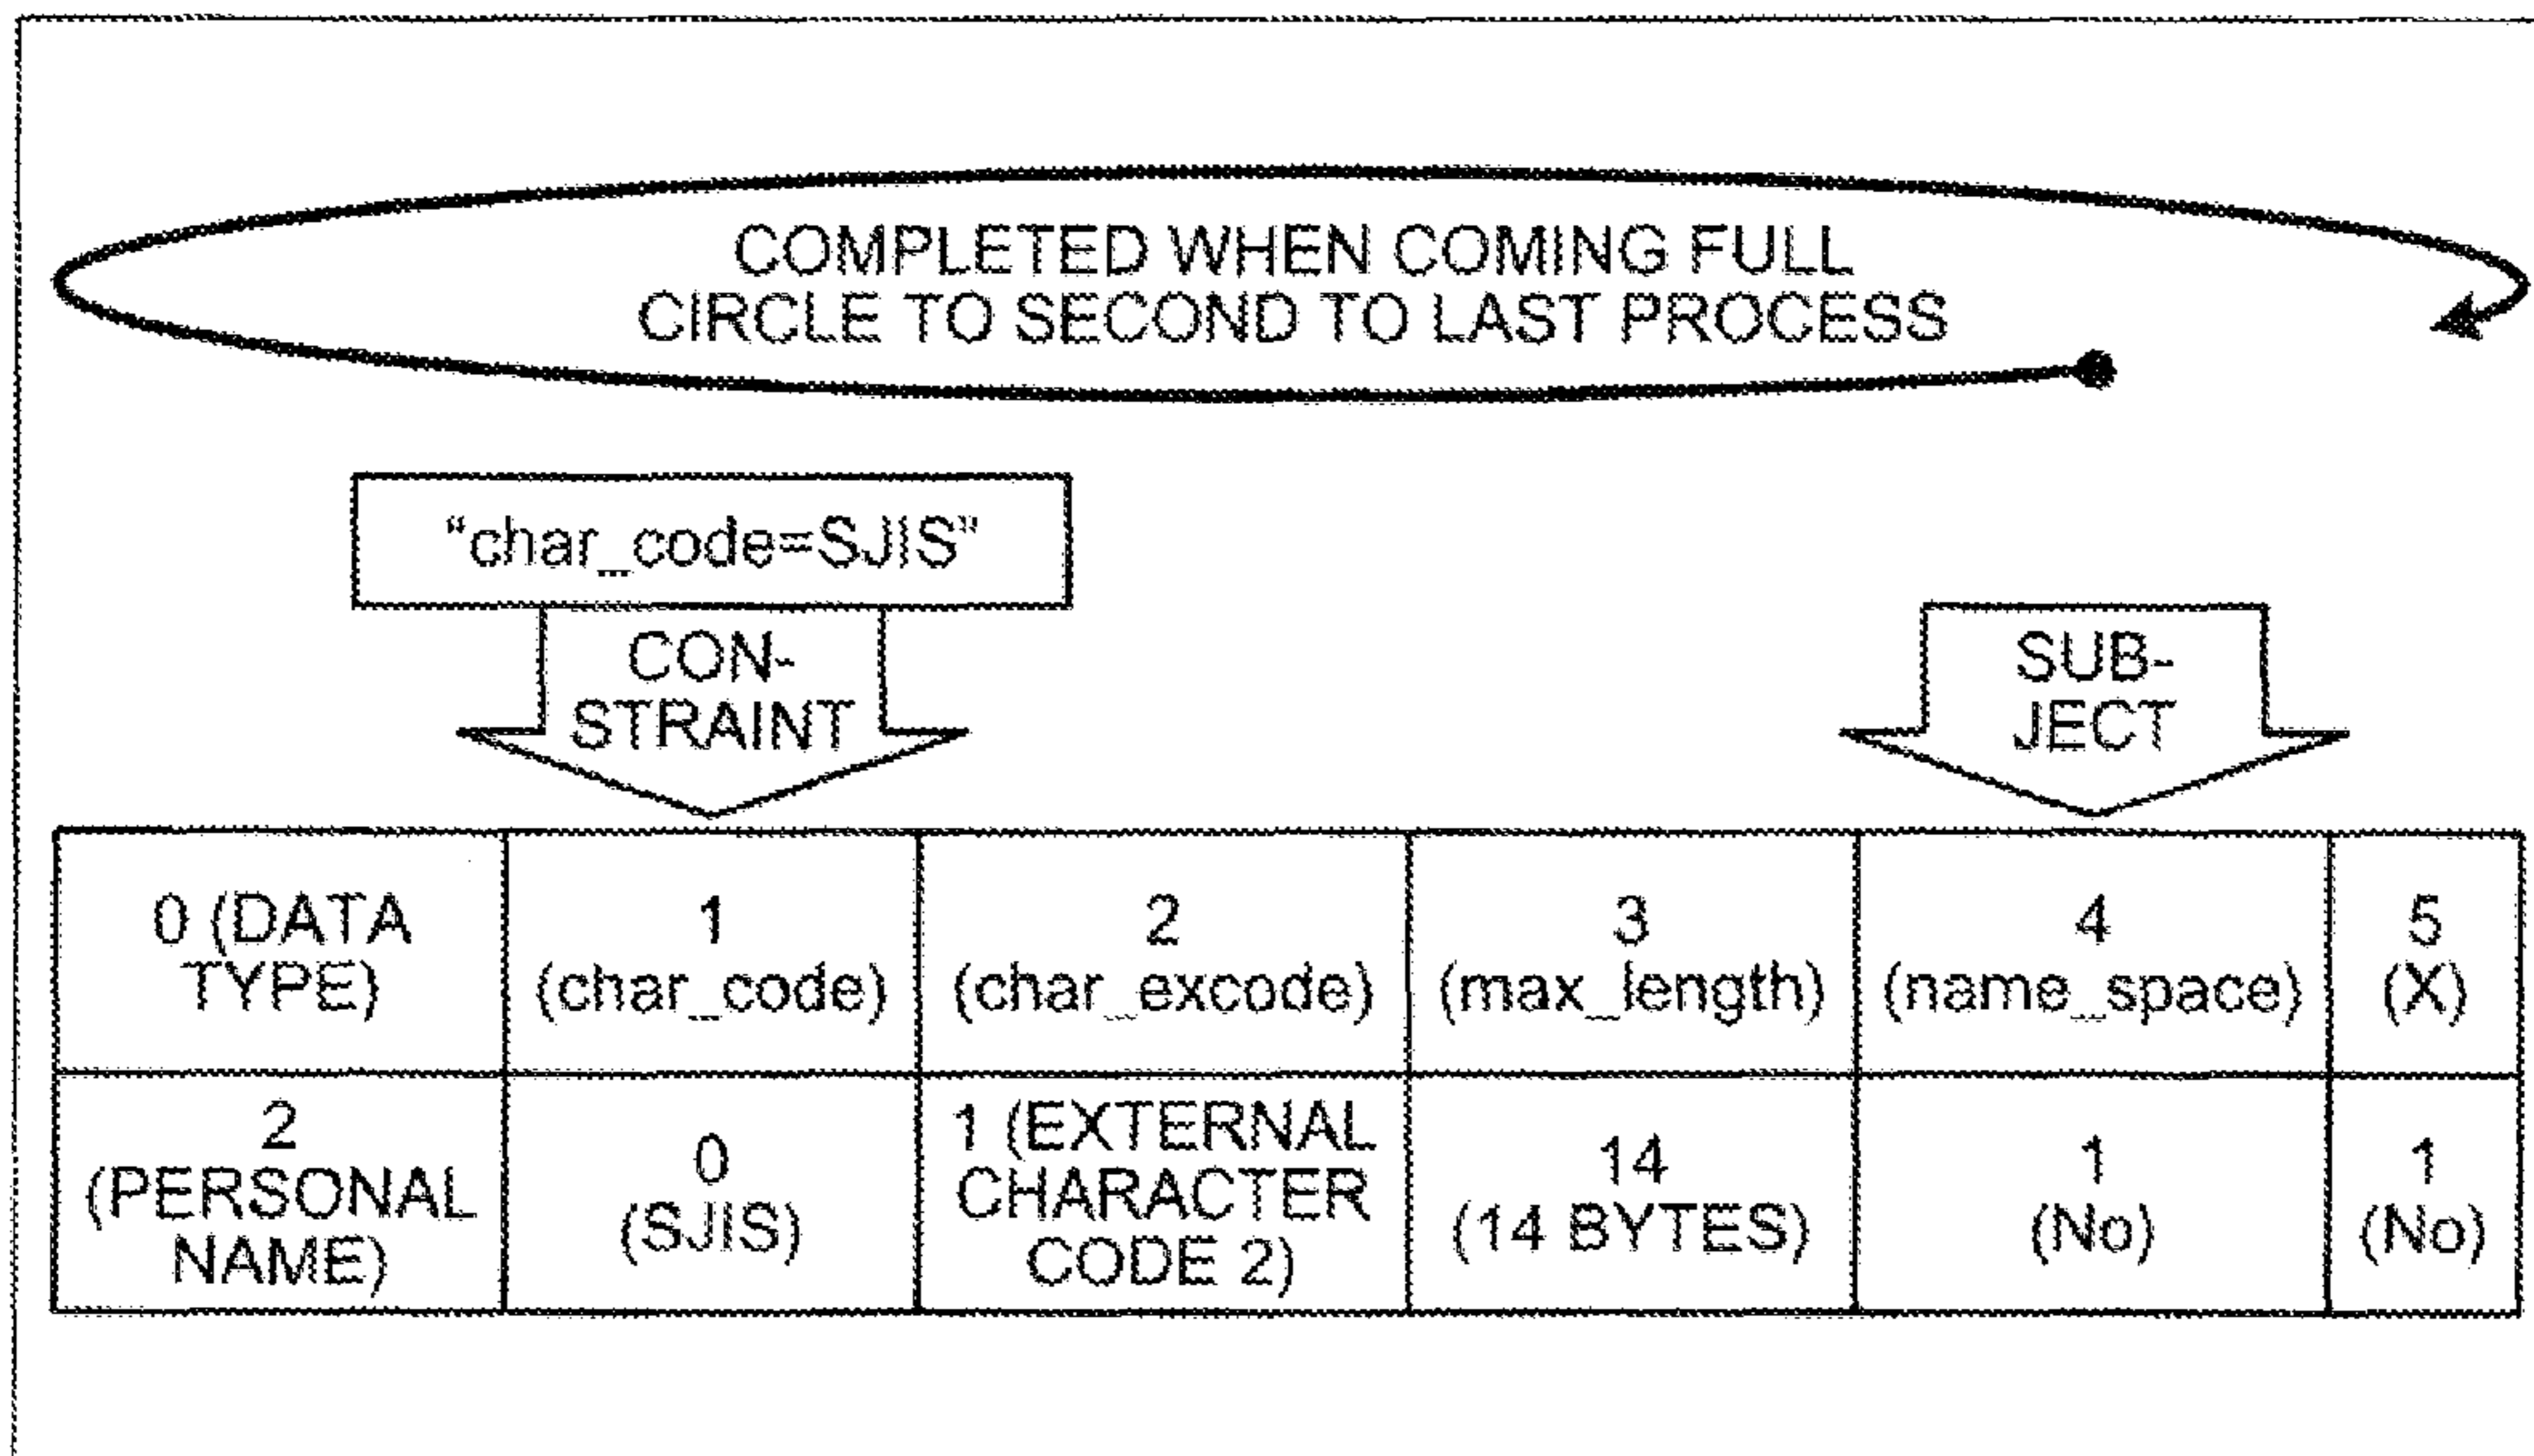 COMPLETED WHEN COMING FULL
CIRCLE TO SECOND TO LAST PROCESS
“char_code=SJIS”
CON-
STRAINT
SUB-
JECT
0 (DATA
TYPE)
1
(char_code)
2
(char_excode)
3
(max_length)
4
(name_space)
5
(X)
2
(PERSONAL
NAME)
0
(SJIS)
1 (EXTERNAL
CHARACTER
CODE 2)
14
(14 BYTES)
1
(No)
1
(No)